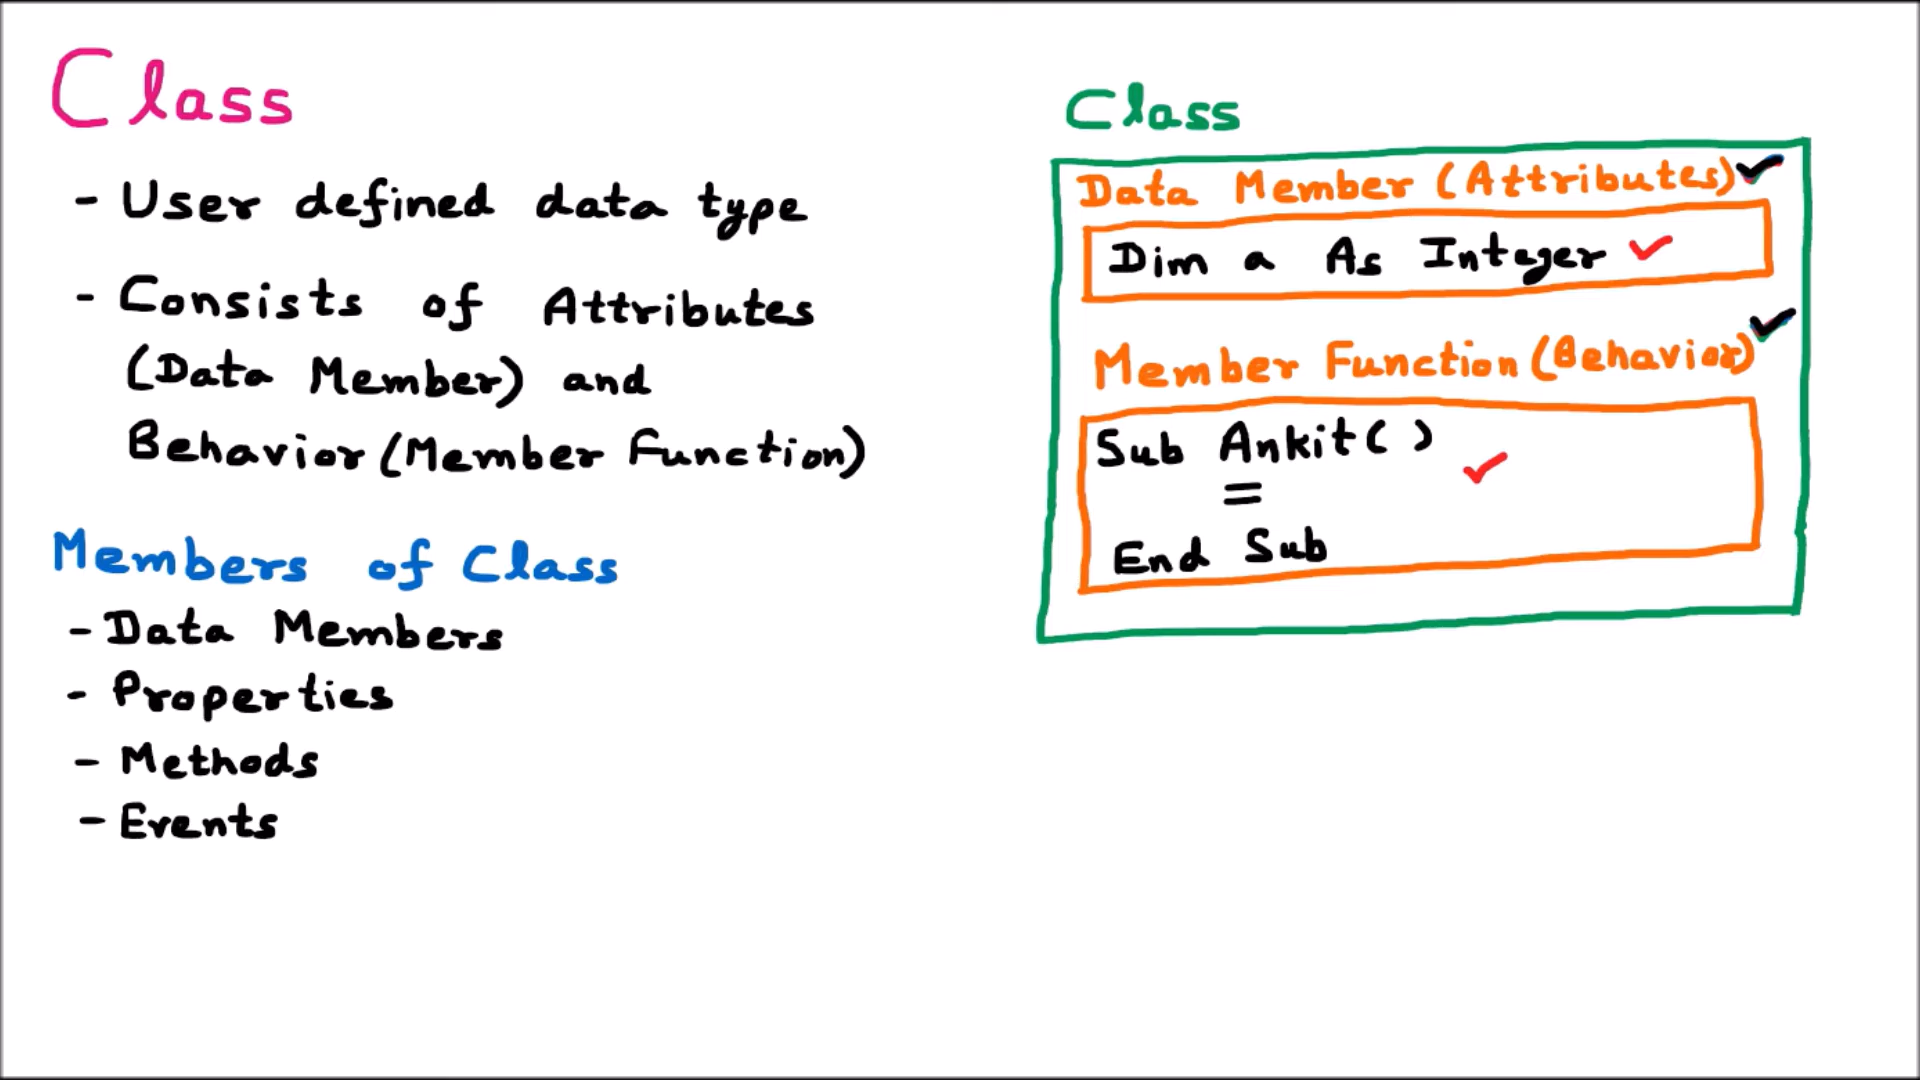 Class
- User defined data type
- Consists of Attributes
(Data Member) and
Behavior (Member Function)
Members of Class
- Data Members
- Properties
- Methods
- Events
Class
Data Member (Attributes)
Dim a As Integer
Member Function (Behavior)
Sub Ankit( )
=
End Sub